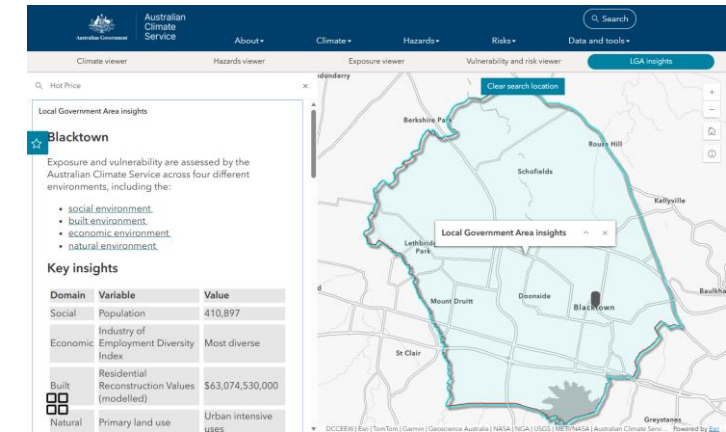 Australian Government
Australian
Climate
Service
About
Climate
Hazards
Risks
Data and tools
Search
Climate viewer
Hazards viewer
Exposure viewer
Vulnerability and risk viewer
LGA insights
Hot Price
Clear search location
Local Government Area insights
Blacktown
Exposure and vulnerability are assessed by the
Australian Climate Service across four different
environments, including the:
social environment
built environment
economic environment
natural environment
Key insights
Domain Variable Value
Social Population 410,897
Economic Industry of Employment Diversity Index Most diverse
Built Residential Reconstruction Values (modelled) $63,074,530,000
Natural Primary land use Urban intensive uses
ndonderry
Berkshire Park
Rouse Hill
Schofields
Kellyville
Local Government Area insights
Lethbridge
Park
Mount Druitt
Doonside
Blacktown
Baulkha
St Clair
Greystanes
DCCEEW | Esri | TomTom | Garmin | Geoscience Australia | NASA | NGA | USGS | METI/NASA | Australian Climate Servi... Powered by Esri